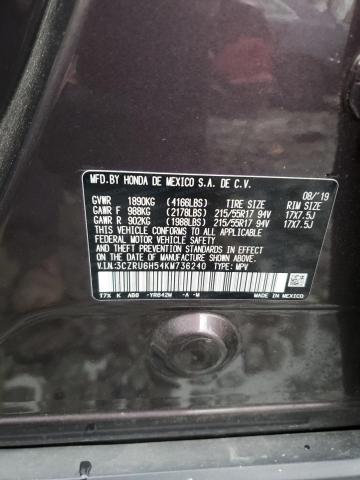 MFD.BY HONDA DE MEXICO S.A. DE C.V. 08/'19
GVWR 1890KG (4166LBS) TIRE SIZE RIM SIZE
GAWR F 988KG (2178LBS) 215/55R17 94V 17X7.5J
GAWR R 902KG (1988LBS) 215/55R17 94V 17X7.5J
THIS VEHICLE CONFORMS TO ALL APPLICABLE
FEDERAL MOTOR VEHICLE SAFETY AND THEFT
PREVENTION STANDARDS IN EFFECT ON THE DATE
OF MANUFACTURE SHOWN ABOVE.
V.I.N:3CZRU6H54KM736240 TYPE: MPV
T7X K ABB -YR642M -A -M MADE IN MEXICO